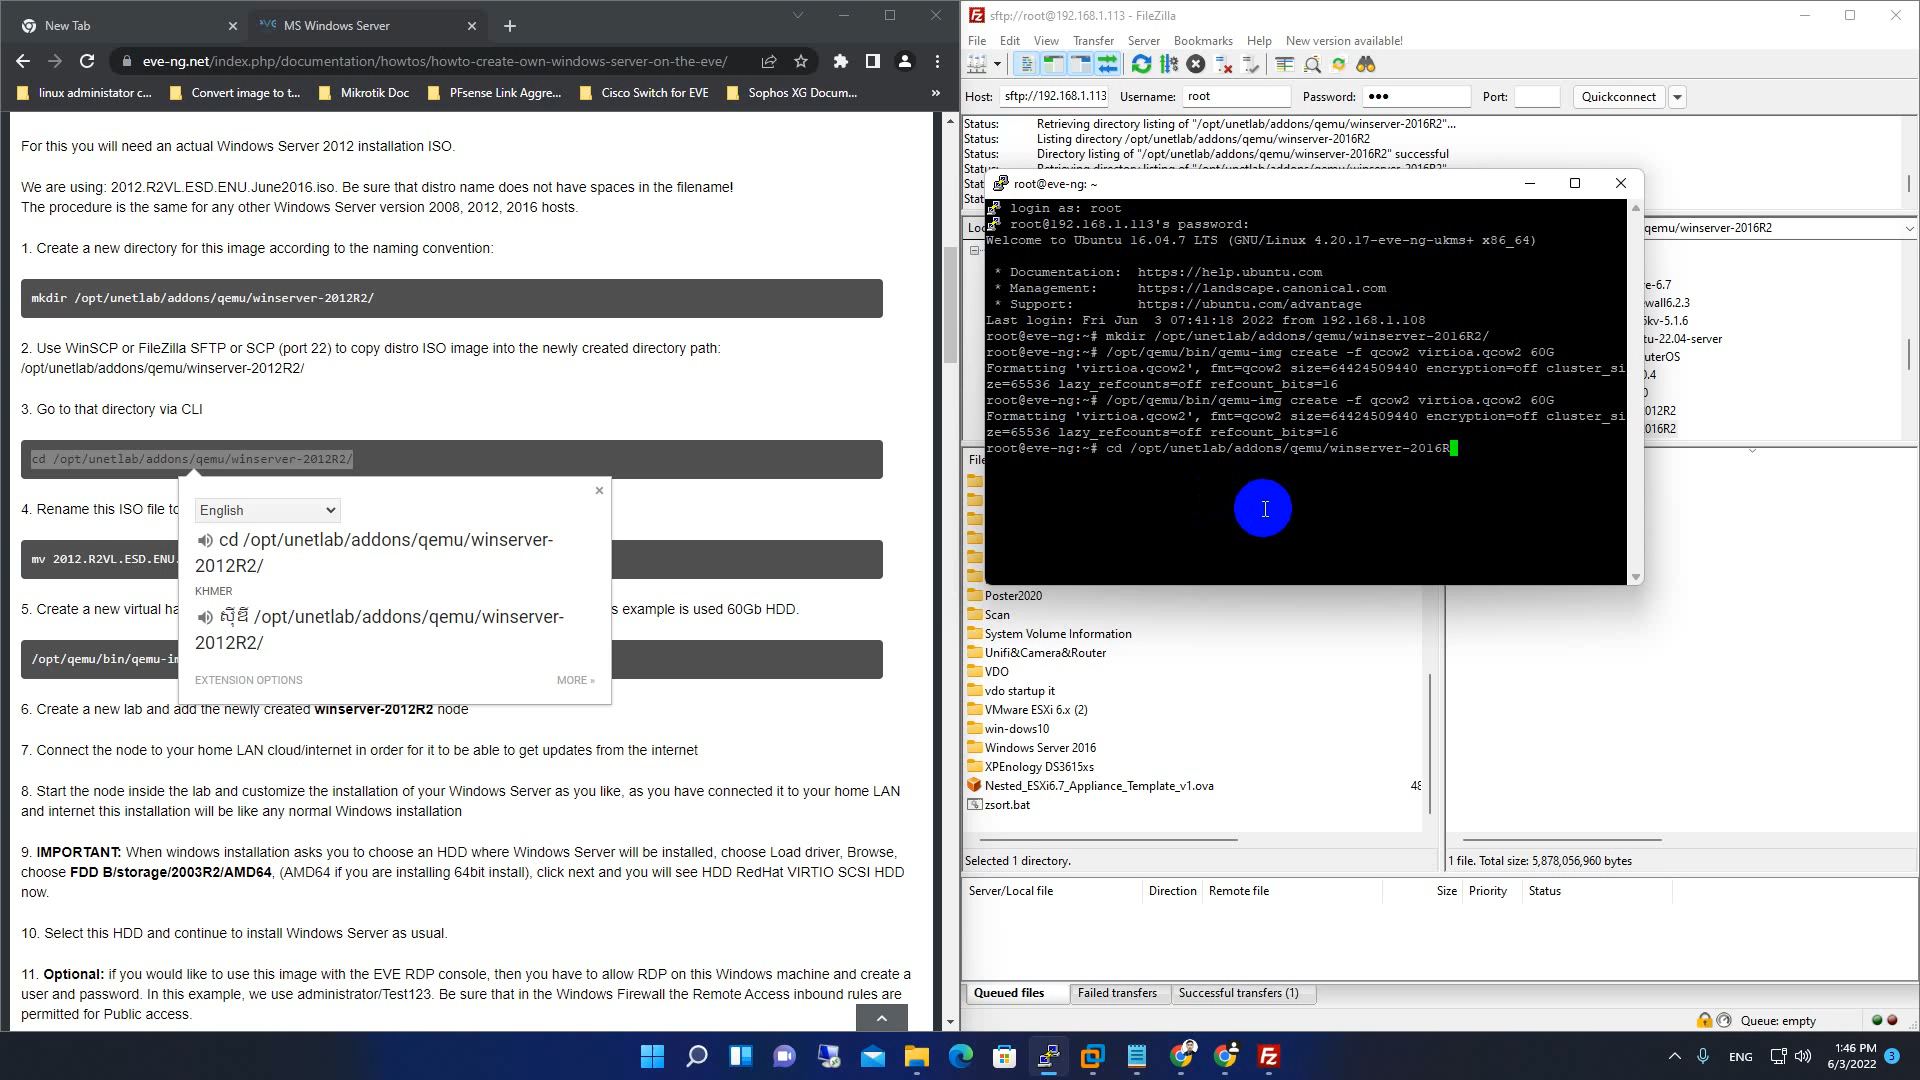 New Tab
MS Windows Server
eve-ng.net/index.php/documentation/howtos/howto-create-own-windows-server-on-the-eve/
linux administator c...
Convert image to t...
Mikrotik Doc
PFsense Link Aggre...
Cisco Switch for EVE
Sophos XG Docum...
»
For this you will need an actual Windows Server 2012 installation ISO.
We are using: 2012.R2VL.ESD.ENU.June2016.iso. Be sure that distro name does not have spaces in the filename!
The procedure is the same for any other Windows Server version 2008, 2012, 2016 hosts.
1. Create a new directory for this image according to the naming convention:
mkdir /opt/unetlab/addons/qemu/winserver-2012R2/
2. Use WinSCP or FileZilla SFTP or SCP (port 22) to copy distro ISO image into the newly created directory path:
/opt/unetlab/addons/qemu/winserver-2012R2/
3. Go to that directory via CLI
cd /opt/unetlab/addons/qemu/winserver-2012R2/
4. Rename this ISO file to
mv 2012.R2VL.ESD.ENU.
5. Create a new virtual ha
s example is used 60Gb HDD.
/opt/qemu/bin/qemu-im
English
cd /opt/unetlab/addons/qemu/winserver-
2012R2/
KHMER
ស៊ីឌី /opt/unetlab/addons/qemu/winserver-
2012R2/
EXTENSION OPTIONS
MORE »
6. Create a new lab and add the newly created winserver-2012R2 node
7. Connect the node to your home LAN cloud/internet in order for it to be able to get updates from the internet
8. Start the node inside the lab and customize the installation of your Windows Server as you like, as you have connected it to your home LAN
and internet this installation will be like any normal Windows installation
9. IMPORTANT: When windows installation asks you to choose an HDD where Windows Server will be installed, choose Load driver, Browse,
choose FDD B/storage/2003R2/AMD64, (AMD64 if you are installing 64bit install), click next and you will see HDD RedHat VIRTIO SCSI HDD
now.
10. Select this HDD and continue to install Windows Server as usual.
11. Optional: if you would like to use this image with the EVE RDP console, then you have to allow RDP on this Windows machine and create a
user and password. In this example, we use administrator/Test123. Be sure that in the Windows Firewall the Remote Access inbound rules are
permitted for Public access.
sftp://root@192.168.1.113 - FileZilla
File Edit View Transfer Server Bookmarks Help New version available!
Host: sftp://192.168.1.113 Username: root Password: ●●● Port: Quickconnect
Status: Retrieving directory listing of "/opt/unetlab/addons/qemu/winserver-2016R2"...
Status: Listing directory /opt/unetlab/addons/qemu/winserver-2016R2
Status: Directory listing of "/opt/unetlab/addons/qemu/winserver-2016R2" successful
Stat
Stat
Lo
qemu/winserver-2016R2
e-6.7
wall6.2.3
6kv-5.1.6
tu-22.04-server
uterOS
0.4
012R2
016R2
root@eve-ng: ~
login as: root
root@192.168.1.113's password:
Welcome to Ubuntu 16.04.7 LTS (GNU/Linux 4.20.17-eve-ng-ukms+ x86_64)
* Documentation: https://help.ubuntu.com
* Management: https://landscape.canonical.com
* Support: https://ubuntu.com/advantage
Last login: Fri Jun 3 07:41:18 2022 from 192.168.1.108
root@eve-ng:~# mkdir /opt/unetlab/addons/qemu/winserver-2016R2/
root@eve-ng:~# /opt/qemu/bin/qemu-img create -f qcow2 virtioa.qcow2 60G
Formatting 'virtioa.qcow2', fmt=qcow2 size=64424509440 encryption=off cluster_si
ze=65536 lazy_refcounts=off refcount_bits=16
root@eve-ng:~# /opt/qemu/bin/qemu-img create -f qcow2 virtioa.qcow2 60G
Formatting 'virtioa.qcow2', fmt=qcow2 size=64424509440 encryption=off cluster_si
ze=65536 lazy_refcounts=off refcount_bits=16
root@eve-ng:~# cd /opt/unetlab/addons/qemu/winserver-2016R
File
Poster2020
Scan
System Volume Information
Unifi&Camera&Router
VDO
vdo startup it
VMware ESXi 6.x (2)
win-dows10
Windows Server 2016
XPEnology DS3615xs
Nested_ESXi6.7_Appliance_Template_v1.ova
48
zsort.bat
Selected 1 directory.
1 file. Total size: 5,878,056,960 bytes
Server/Local file Direction Remote file Size Priority Status
Queued files Failed transfers Successful transfers (1)
Queue: empty
ENG
1:46 PM
6/3/2022
3